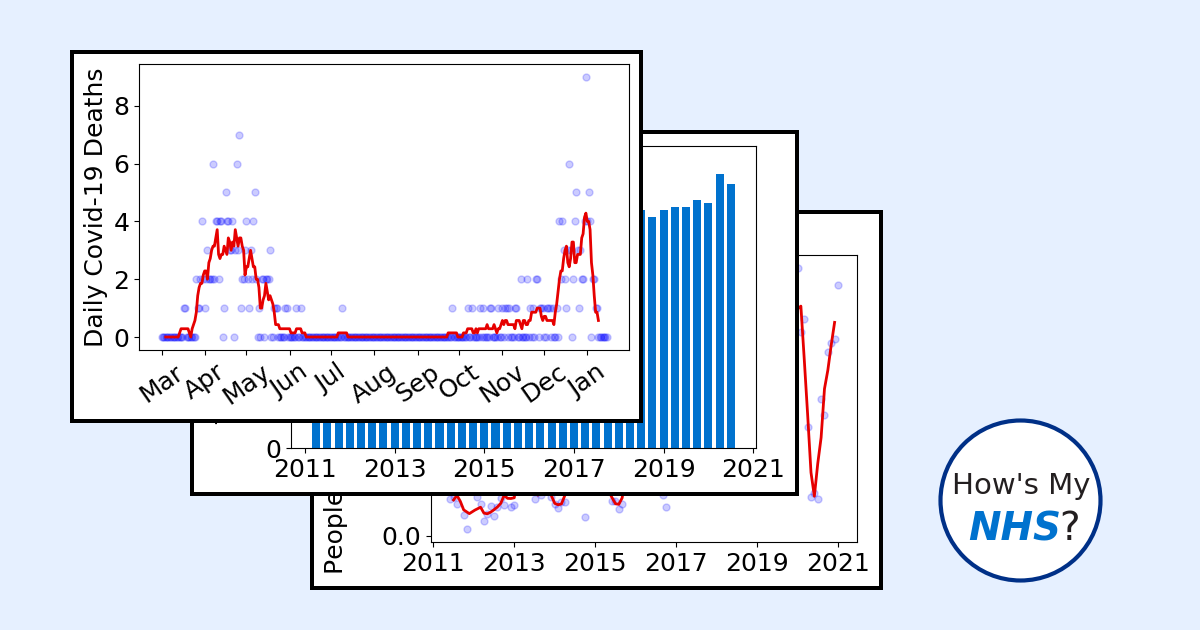 Daily Covid-19 Deaths
8
6
4
2
0
Mar Apr May Jun Jul Aug Sep Oct Nov Dec Jan
0
2011 2013 2015 2017 2019 2021
People
0.0
2011 2013 2015 2017 2019 2021
How's My
NHS?